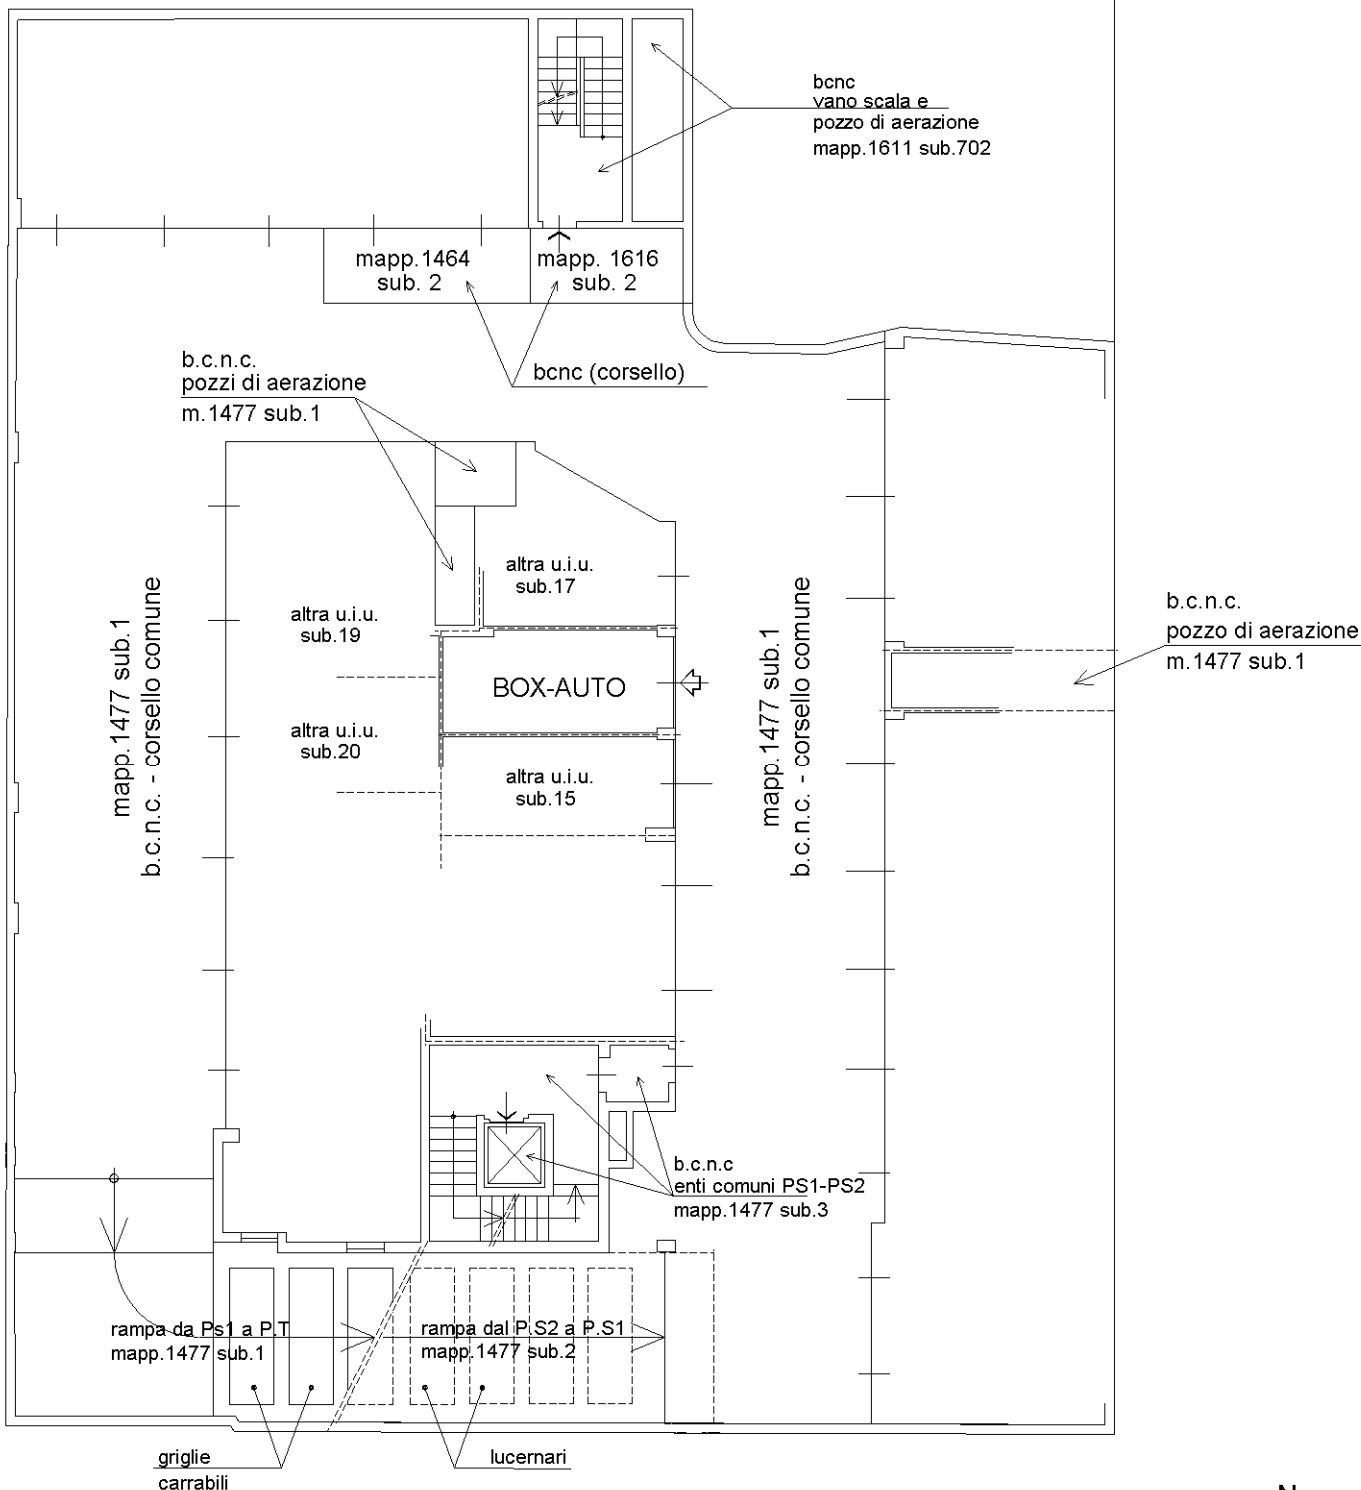 bcnc
vano scala e
pozzo di aerazione
mapp.1611 sub.702
mapp.1464
sub. 2
mapp. 1616
sub. 2
bcnc (corsello)
b.c.n.c.
pozzi di aerazione
m.1477 sub.1
altra u.i.u.
sub.17
altra u.i.u.
sub.19
BOX-AUTO
altra u.i.u.
sub.20
altra u.i.u.
sub.15
mapp.1477 sub.1
b.c.n.c. - corsello comune
mapp.1477 sub.1
b.c.n.c. - corsello comune
b.c.n.c.
pozzo di aerazione
m.1477 sub.1
b.c.n.c
enti comuni PS1-PS2
mapp.1477 sub.3
rampa da Ps1 a P.T
mapp.1477 sub.1
rampa dal P.S2 a P.S1
mapp.1477 sub.2
griglie
carrabili
lucernari